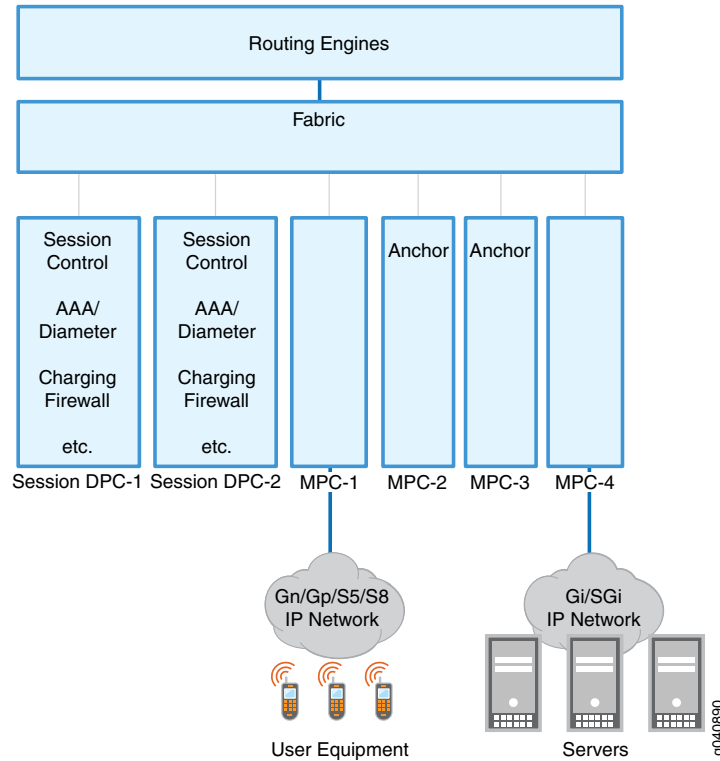 Routing Engines
Fabric
Session
Control
AAA/
Diameter
Charging
Firewall
etc.
Session
Control
AAA/
Diameter
Charging
Firewall
etc.
Anchor
Anchor
Session DPC-1
Session DPC-2
MPC-1
MPC-2
MPC-3
MPC-4
Gn/Gp/S5/S8
IP Network
Gi/SGi
IP Network
User Equipment
Servers
g040890